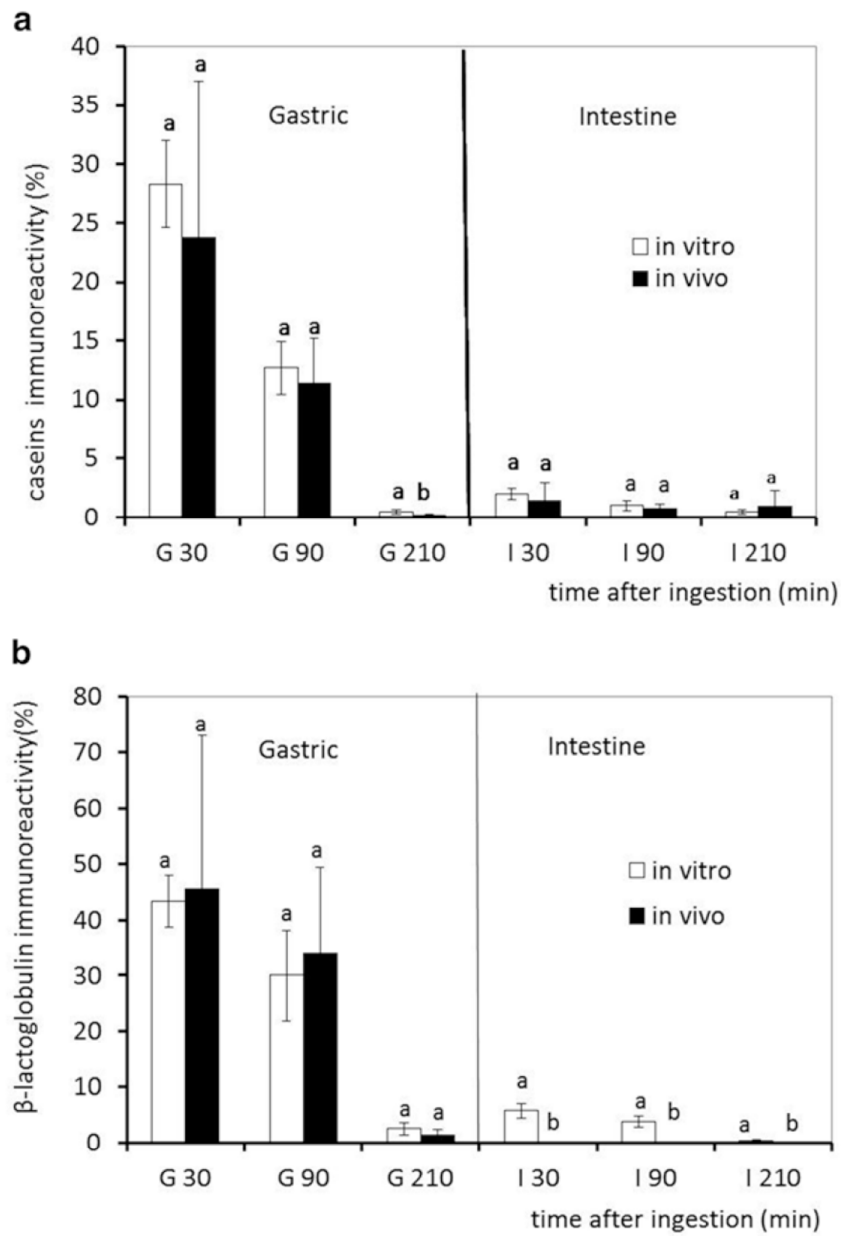 a
caseins immunoreactivity (%)
40
35
30
25
20
15
10
5
0
Gastric
Intestine
in vitro
in vivo
a a
a a
a b
a a
a a
a a
G 30 G 90 G 210 I 30 I 90 I 210
time after ingestion (min)
b
β-lactoglobulin immunoreactivity(%)
80
70
60
50
40
30
20
10
0
Gastric
Intestine
in vitro
in vivo
a a
a a
a a
a b
a b
a b
G 30 G 90 G 210 I 30 I 90 I 210
time after ingestion (min)